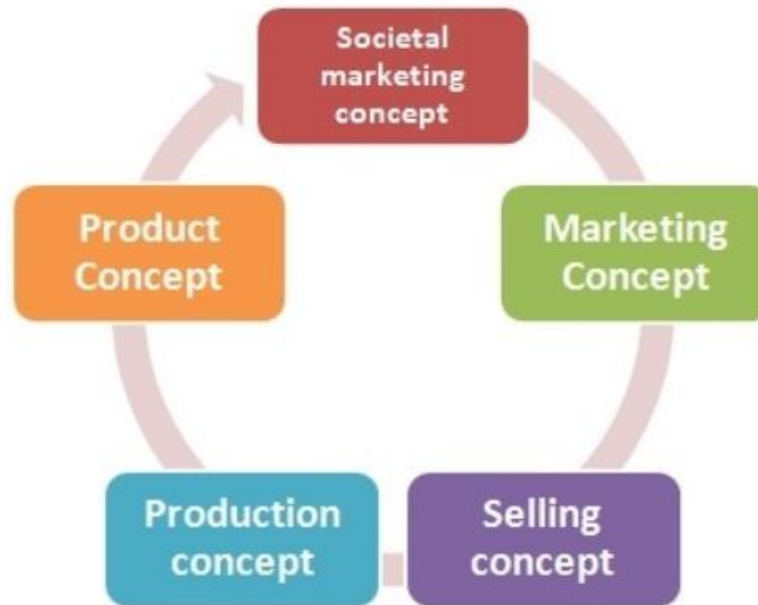 Societal
marketing
concept
Marketing
Concept
Selling
concept
Production
concept
Product
Concept